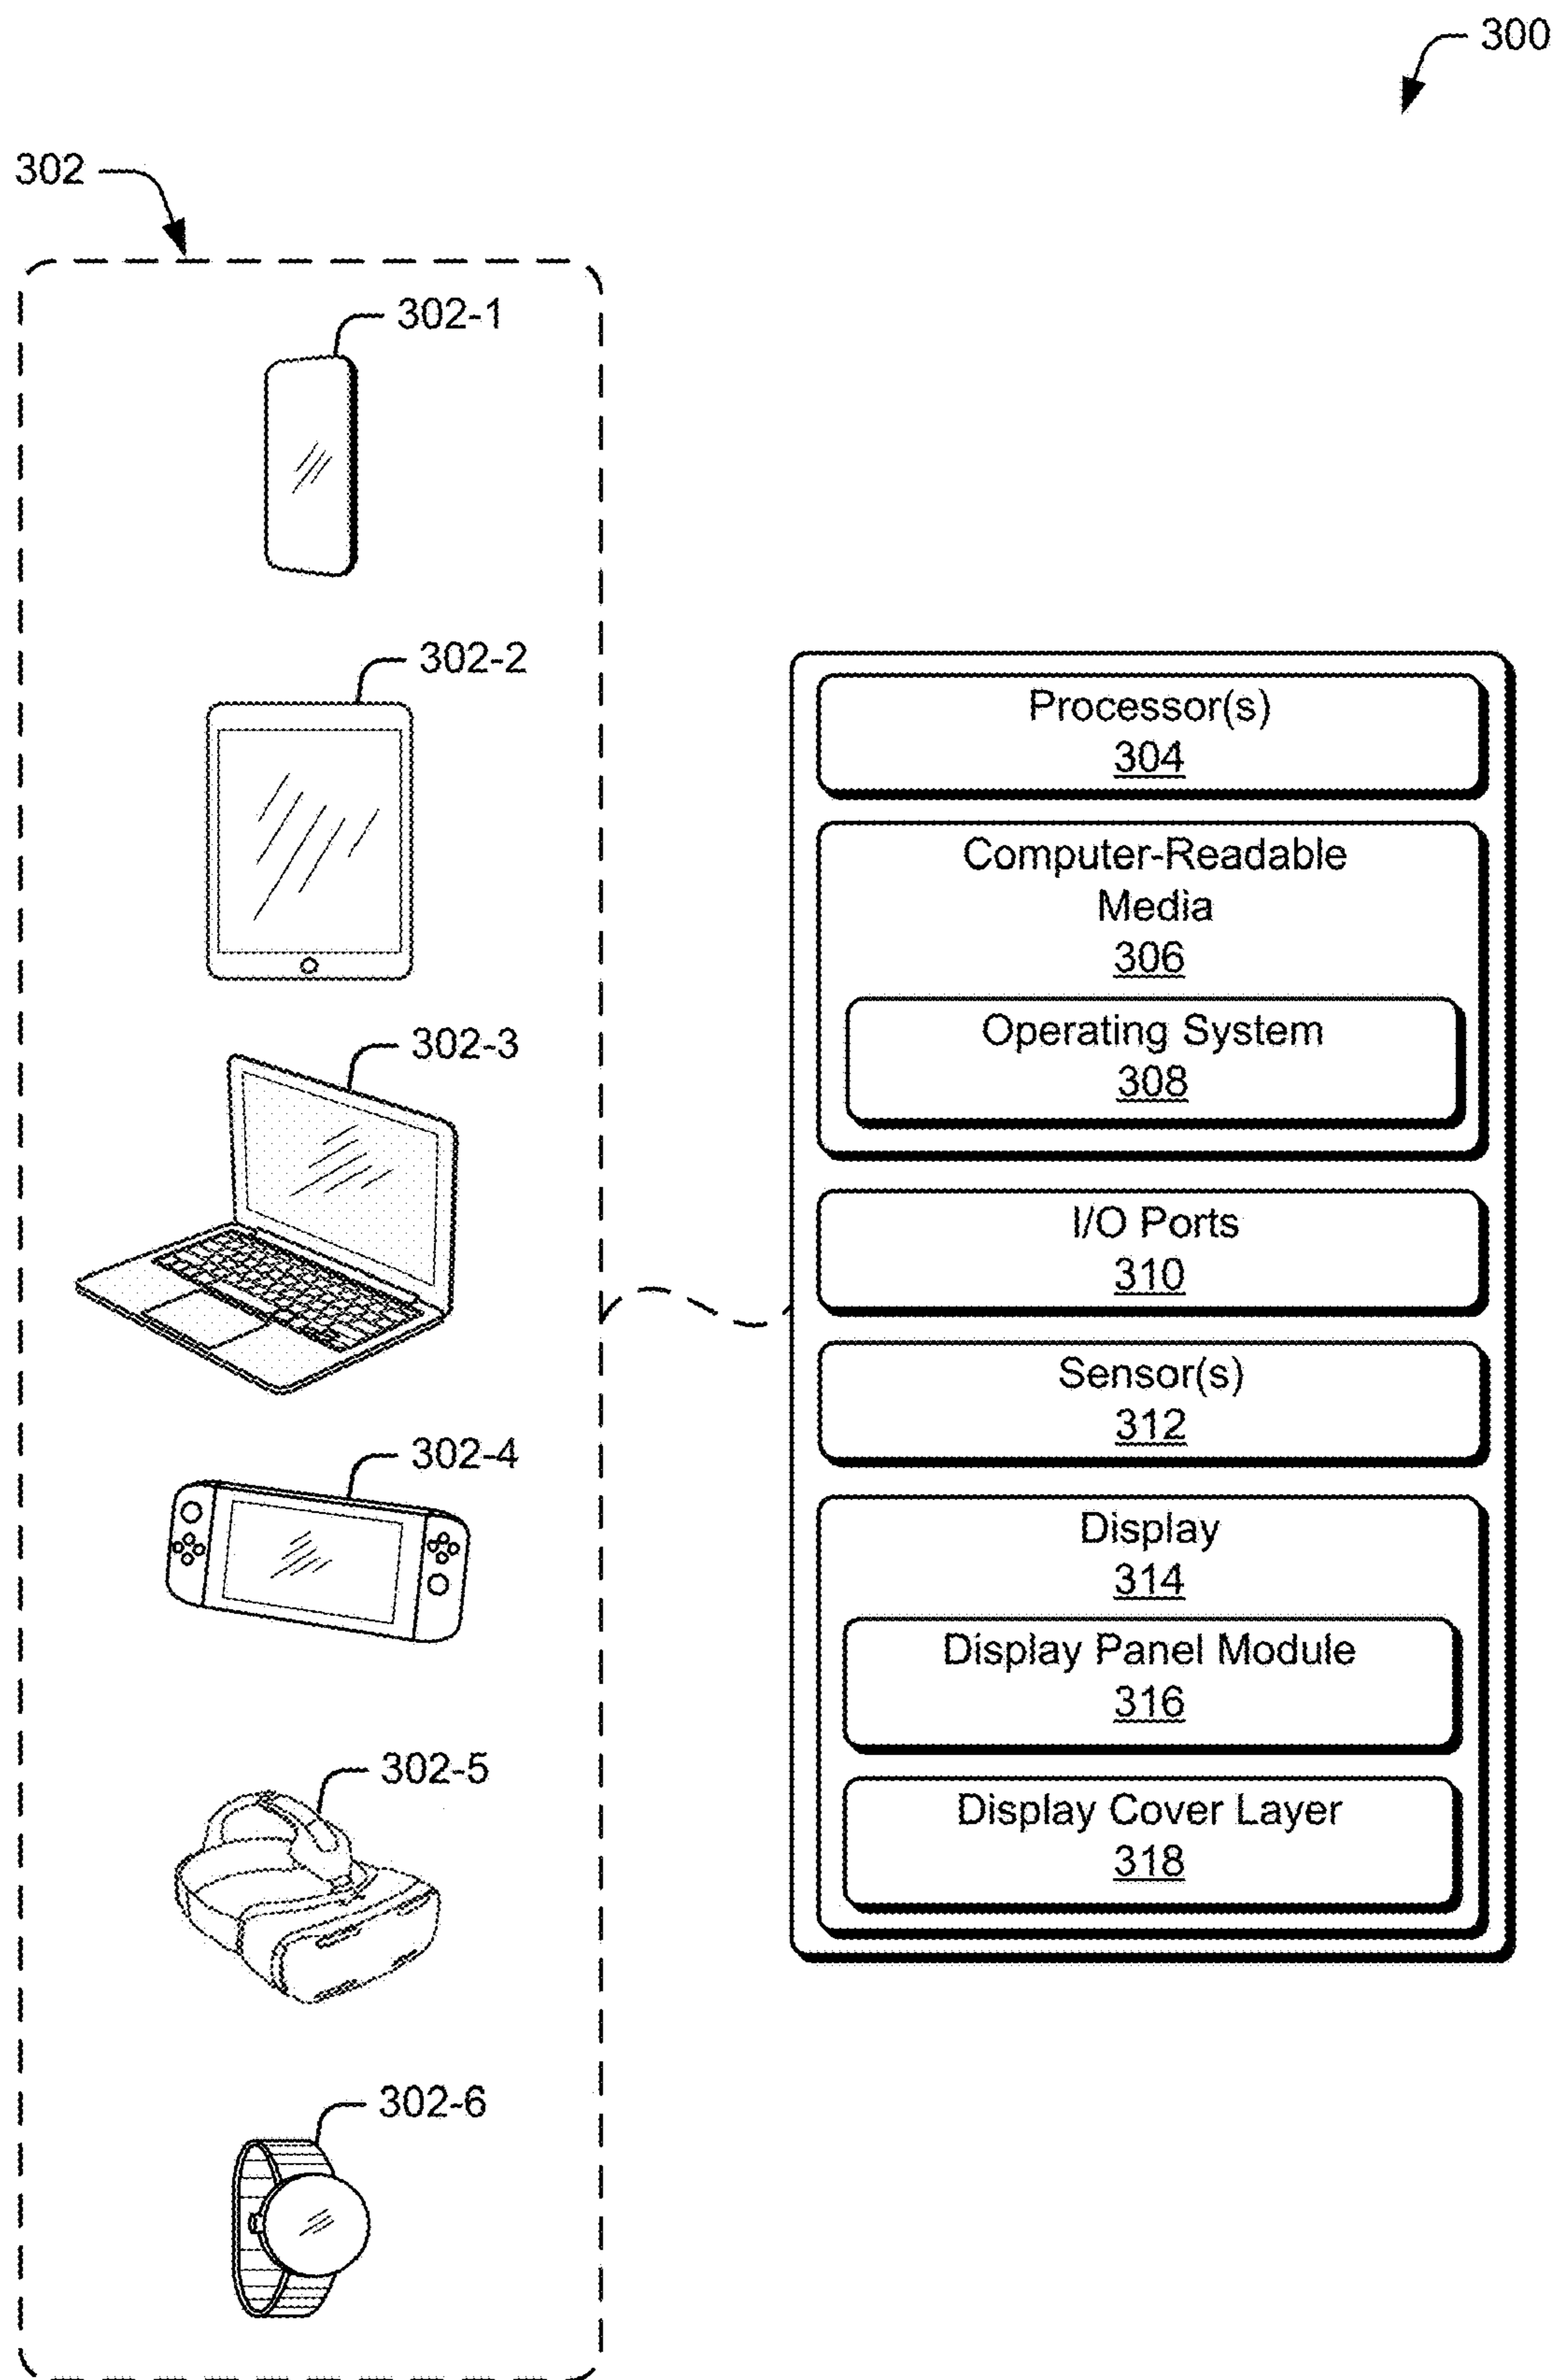 300
302
302-1
302-2
302-3
302-4
302-5
302-6
Processor(s)
304
Computer-Readable
Media
306
Operating System
308
I/O Ports
310
Sensor(s)
312
Display
314
Display Panel Module
316
Display Cover Layer
318